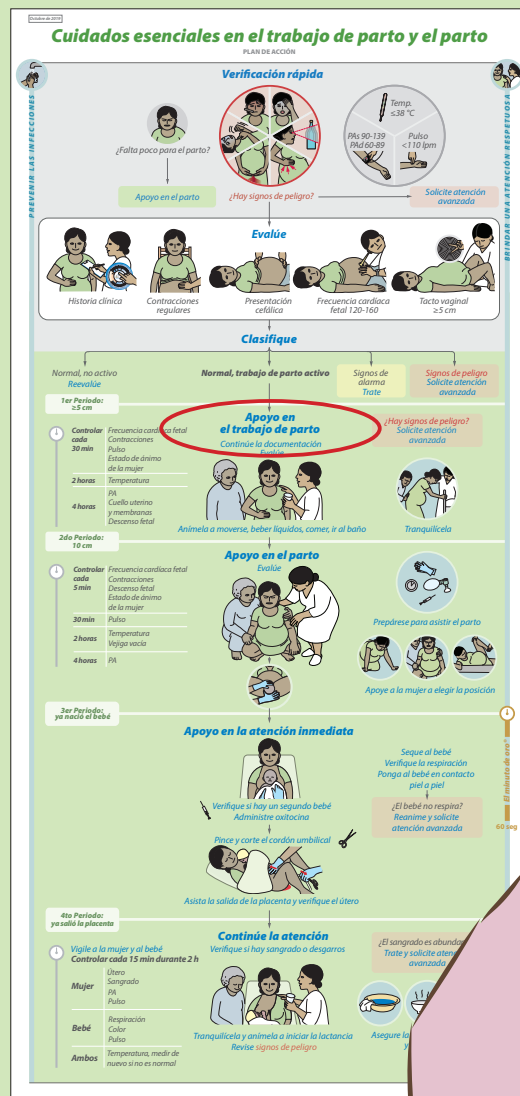 Octubre de 2019
Cuidados esenciales en el trabajo de parto y el parto
PLAN DE ACCIÓN
PREVENIR LAS INFECCIONES
BRINDAR UNA ATENCIÓN RESPETUOSA
Verificación rápida
¿Falta poco para el parto?
Temp.
≤38 °C
PAs 90-139
PAd 60-89
Pulso
<110 lpm
Apoyo en el parto
¿Hay signos de peligro?
Solicite atención
avanzada
Evalúe
Historia clínica
Contracciones
regulares
Presentación
cefálica
Frecuencia cardiaca
fetal 120-160
Tacto vaginal
≥5 cm
Clasifique
Normal, no activo
Reevalúe
Normal, trabajo de parto activo
Signos de
alarma
Trate
Signos de peligro
Solicite atención
avanzada
1er Periodo:
≥5 cm
Controlar
cada
30 min
Frecuencia cardíaca fetal
Contracciones
Pulso
Estado de ánimo
de la mujer
2 horas
Temperatura
4 horas
PA
Cuello uterino
y membranas
Descenso fetal
Apoyo en
el trabajo de parto
Continúe la documentación
Evalúe
¿Hay signos de peligro?
Solicite atención
avanzada
Anímela a moverse, beber líquidos, comer, ir al baño
Tranquilícela
2do Periodo:
10 cm
Controlar
cada
5 min
Frecuencia cardíaca fetal
Contracciones
Descenso fetal
Estado de ánimo
de la mujer
30 min
Pulso
2 horas
Temperatura
Vejiga vacía
4 horas
PA
Apoyo en el parto
Evalúe
Prepárese para asistir el parto
Apoye a la mujer a elegir la posición
3er Periodo:
ya nació el bebé
Apoyo en la atención inmediata
Verifique si hay un segundo bebé
Administre oxitocina
Pince y corte el cordón umbilical
Asista la salida de la placenta y verifique el útero
Seque al bebé
Verifique la respiración
Ponga al bebé en contacto
piel a piel
¿El bebé no respira?
Reanime y solicite
atención avanzada
El minuto de oro®
60 seg
4to Periodo:
ya salió la placenta
Vigile a la mujer y al bebé
Controlar cada 15 min durante 2 h
Mujer
Útero
Sangrado
PA
Pulso
Bebé
Respiración
Color
Pulso
Ambos
Temperatura, medir de
nuevo si no es normal
Continúe la atención
Verifique si hay sangrado o desgarros
Tranquilícela y anímela a iniciar la lactancia
Revise signos de peligro
¿El sangrado es abundan
Trate y solicite aten
avanzada
Asegure la
y